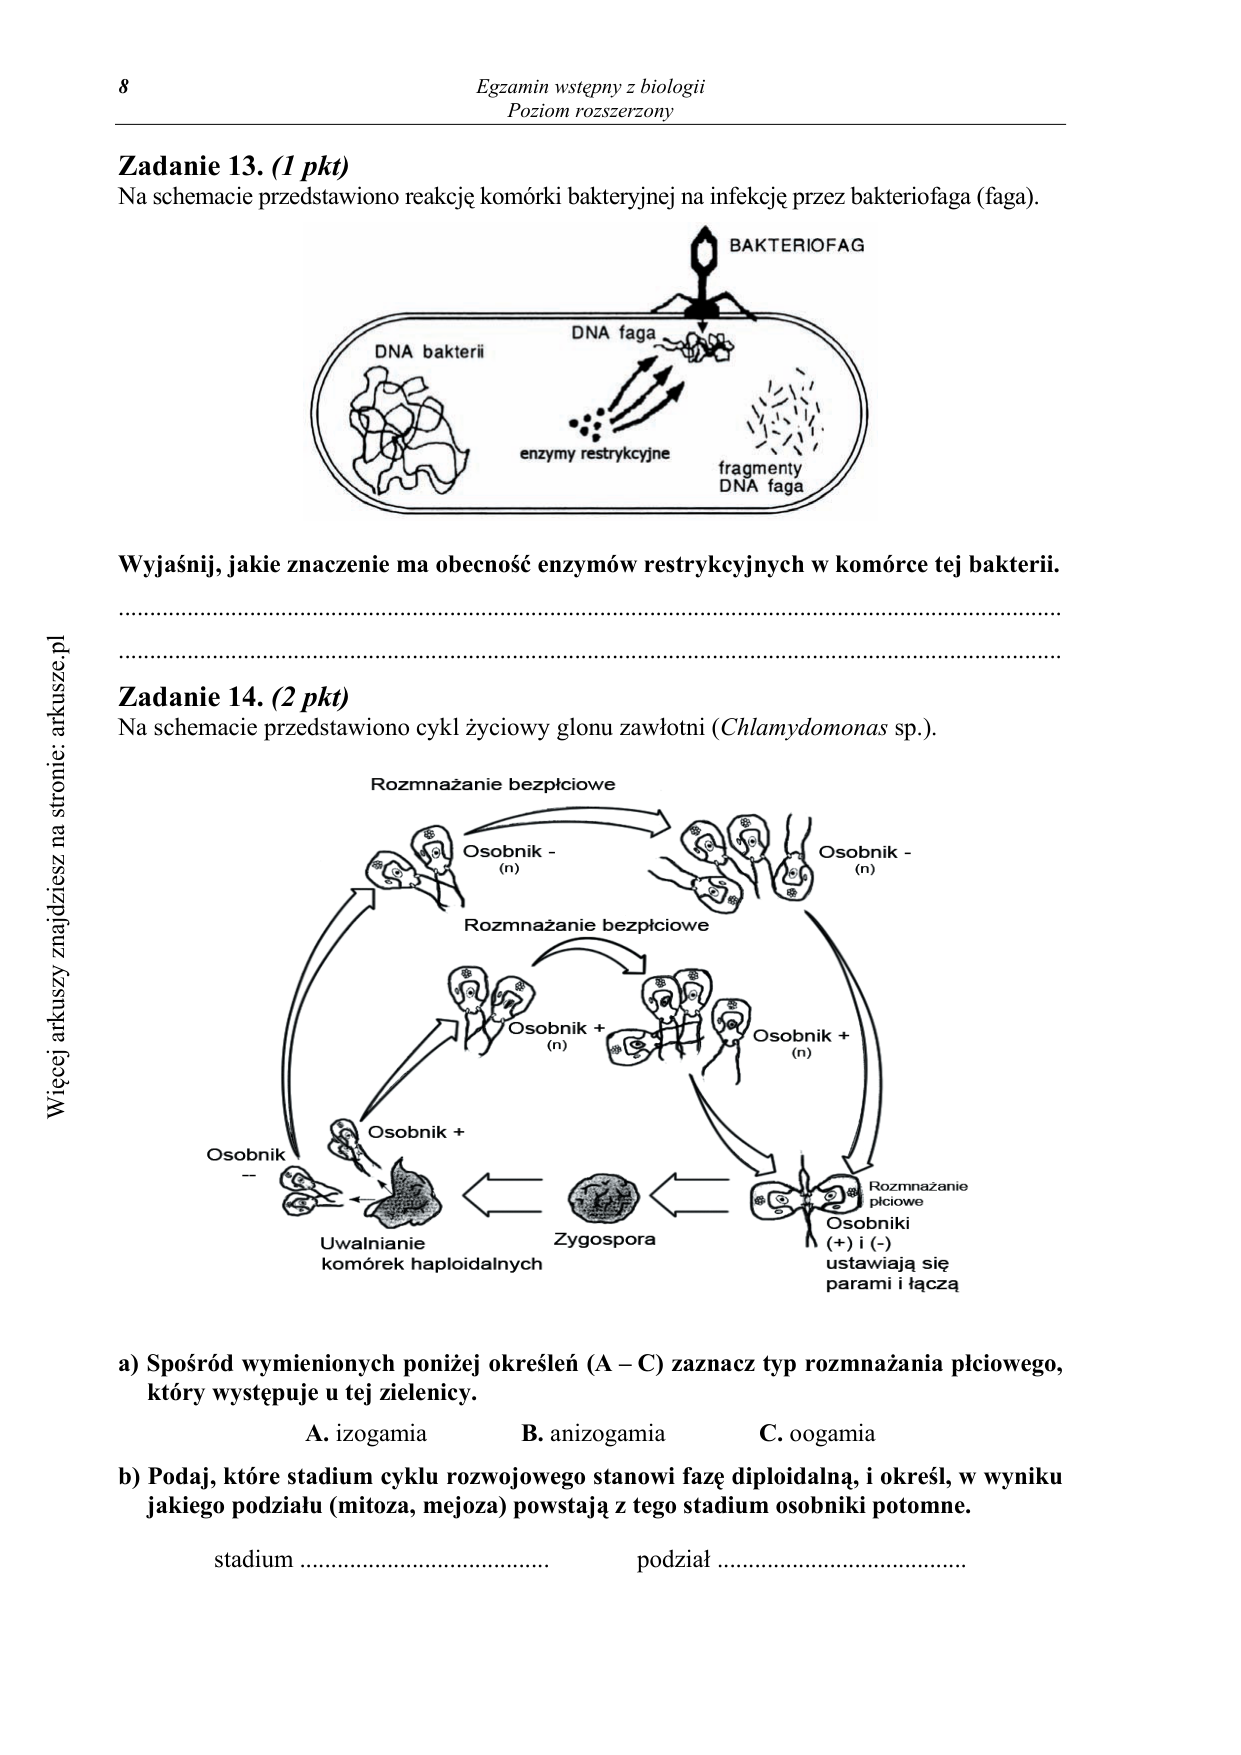 8
Egzamin wstępny z biologii
Poziom rozszerzony
Zadanie 13. (1 pkt)
Na schemacie przedstawiono reakcję komórki bakteryjnej na infekcję przez bakteriofaga (faga).
BAKTERIOFAG
DNA faga
DNA bakterii
enzymy restrykcyjne
fragmenty
DNA faga
Wyjaśnij, jakie znaczenie ma obecność enzymów restrykcyjnych w komórce tej bakterii.
Zadanie 14. (2 pkt)
Na schemacie przedstawiono cykl życiowy glonu zawłotni (Chlamydomonas sp.).
Rozmnażanie bezpłciowe
Osobnik -
(n)
Osobnik -
(n)
Rozmnażanie bezpłciowe
Osobnik +
(n)
Osobnik +
(n)
Osobnik +
Osobnik
--
Rozmnażanie
płciowe
Osobniki
(+) i (-)
ustawiają się
parami i łączą
Zygospora
Uwalnianie
komórek haploidalnych
a) Spośród wymienionych poniżej określeń (A – C) zaznacz typ rozmnażania płciowego,
który występuje u tej zielenicy.
A. izogamia B. anizogamia C. oogamia
b) Podaj, które stadium cyklu rozwojowego stanowi fazę diploidalną, i określ, w wyniku
jakiego podziału (mitoza, mejoza) powstają z tego stadium osobniki potomne.
stadium ........................................ podział ........................................
Więcej arkuszy znajdziesz na stronie: arkusze.pl